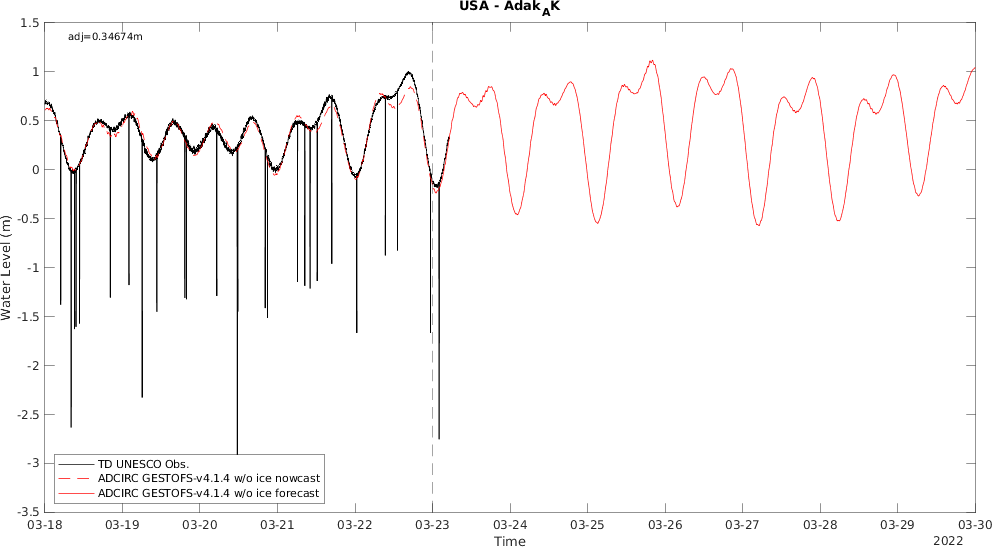 USA - Adak_AK
adj=0.34674m
1.5
1
0.5
0
-0.5
-1
-1.5
-2
-2.5
-3
-3.5
Water Level (m)
TD UNESCO Obs.
ADCIRC GESTOFS-v4.1.4 w/o ice nowcast
ADCIRC GESTOFS-v4.1.4 w/o ice forecast
03-18 03-19 03-20 03-21 03-22 03-23 03-24 03-25 03-26 03-27 03-28 03-29 03-30
Time
2022